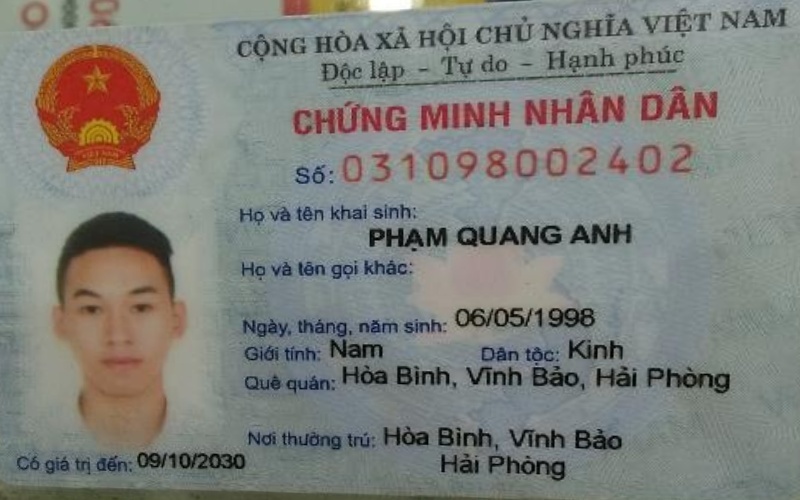 CỘNG HÒA XÃ HỘI CHỦ NGHĨA VIỆT NAM
Độc lập - Tự do - Hạnh phúc
CHỨNG MINH NHÂN DÂN
Số: 031098002402
Họ và tên khai sinh:
PHẠM QUANG ANH
Họ và tên gọi khác:
Ngày, tháng, năm sinh: 06/05/1998
Giới tính: Nam Dân tộc: Kinh
Quê quán: Hòa Bình, Vĩnh Bảo, Hải Phòng
Nơi thường trú: Hòa Bình, Vĩnh Bảo
Hải Phòng
Có giá trị đến: 09/10/2030